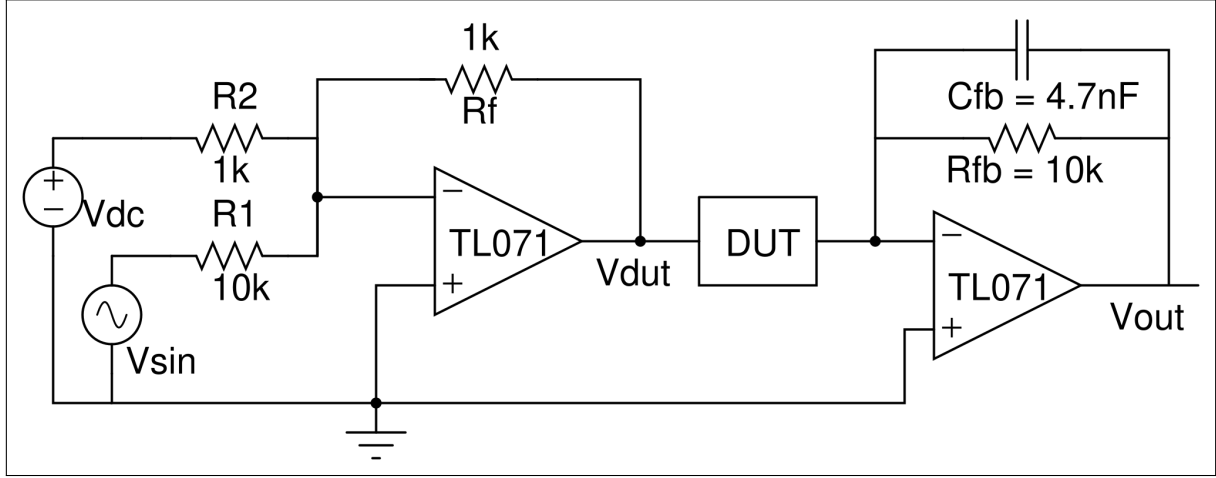 1k
Rf
R2
1k
Vdc
R1
10k
Vsin
TL071
Vdut
DUT
Cfb = 4.7nF
Rfb = 10k
TL071
Vout